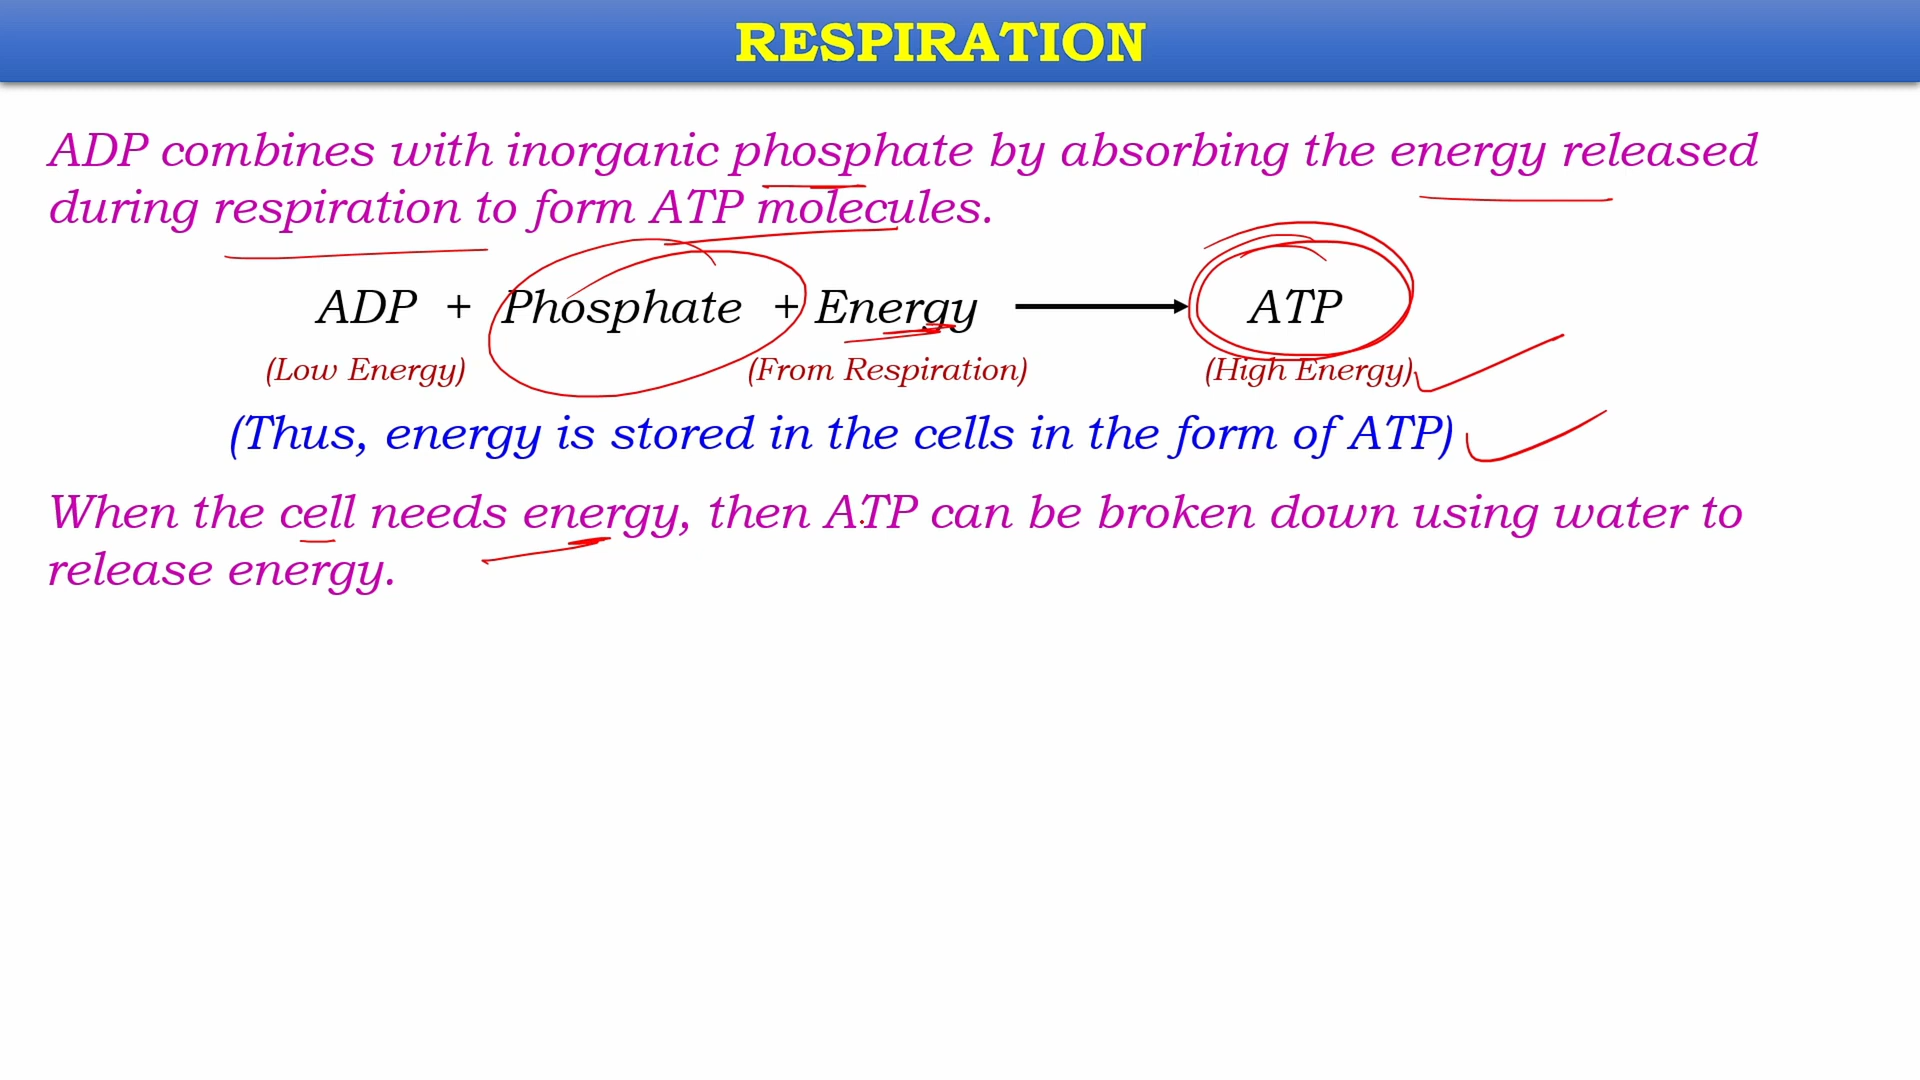 RESPIRATION
ADP combines with inorganic phosphate by absorbing the energy released
during respiration to form ATP molecules.
ADP + Phosphate + Energy ATP
(Low Energy) (From Respiration) (High Energy)
(Thus, energy is stored in the cells in the form of ATP)
When the cell needs energy, then ATP can be broken down using water to
release energy.